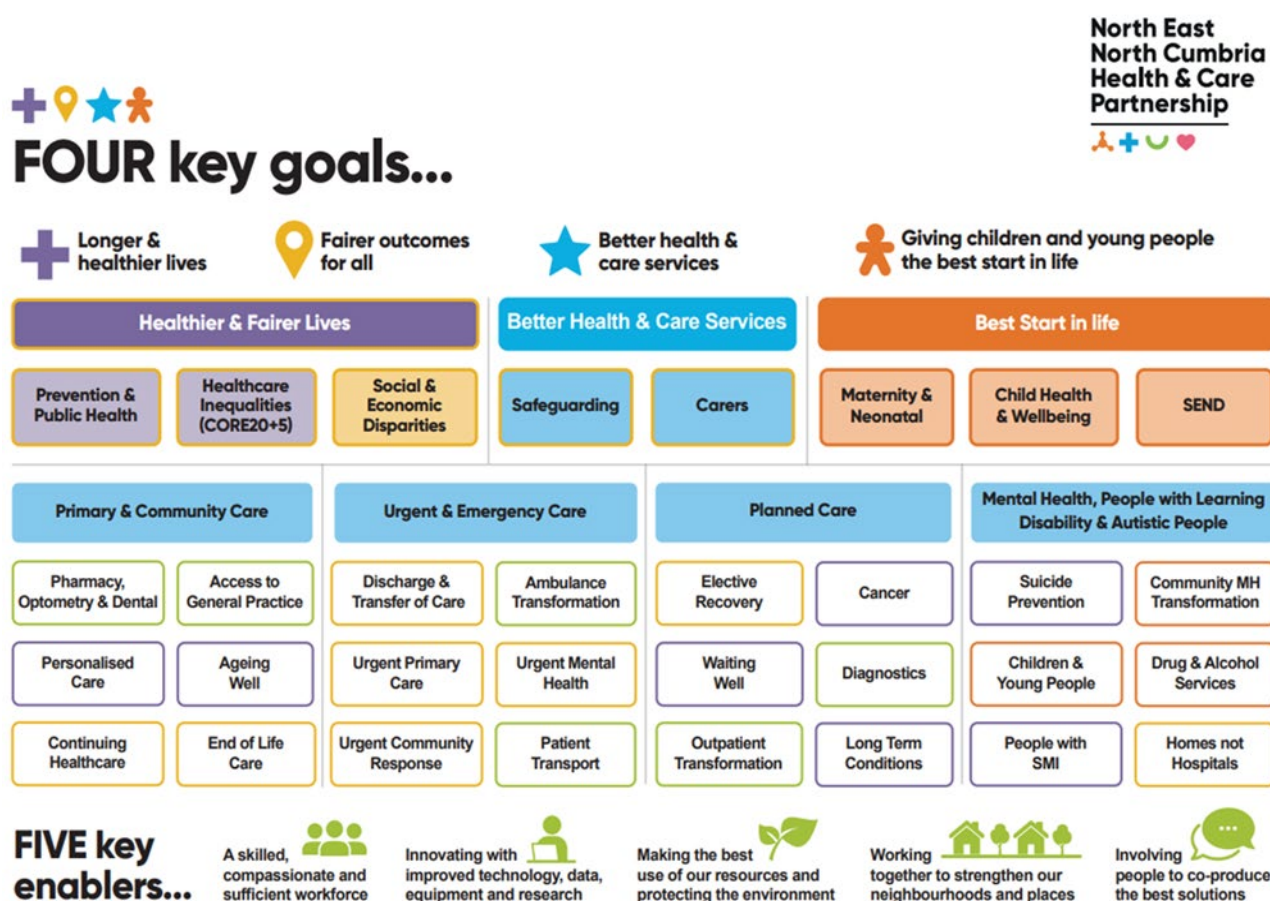 North East
North Cumbria
Health & Care
Partnership
FOUR key goals...
Longer &
healthier lives
Fairer outcomes
for all
Better health &
care services
Giving children and young people
the best start in life
Healthier & Fairer Lives
Better Health & Care Services
Best Start in life
Prevention &
Public Health
Healthcare
Inequalities
(CORE20+5)
Social &
Economic
Disparities
Safeguarding
Carers
Maternity &
Neonatal
Child Health
& Wellbeing
SEND
Primary & Community Care
Urgent & Emergency Care
Planned Care
Mental Health, People with Learning
Disability & Autistic People
Pharmacy,
Optometry & Dental
Access to
General Practice
Discharge &
Transfer of Care
Ambulance
Transformation
Elective
Recovery
Cancer
Suicide
Prevention
Community MH
Transformation
Personalised
Care
Ageing
Well
Urgent Primary
Care
Urgent Mental
Health
Waiting
Well
Diagnostics
Children &
Young People
Drug & Alcohol
Services
Continuing
Healthcare
End of Life
Care
Urgent Community
Response
Patient
Transport
Outpatient
Transformation
Long Term
Conditions
People with
SMI
Homes not
Hospitals
FIVE key
enablers...
A skilled,
compassionate and
sufficient workforce
Innovating with
improved technology, data,
equipment and research
Making the best
use of our resources and
protecting the environment
Working
together to strengthen our
neighbourhoods and places
Involving
people to co-produce
the best solutions